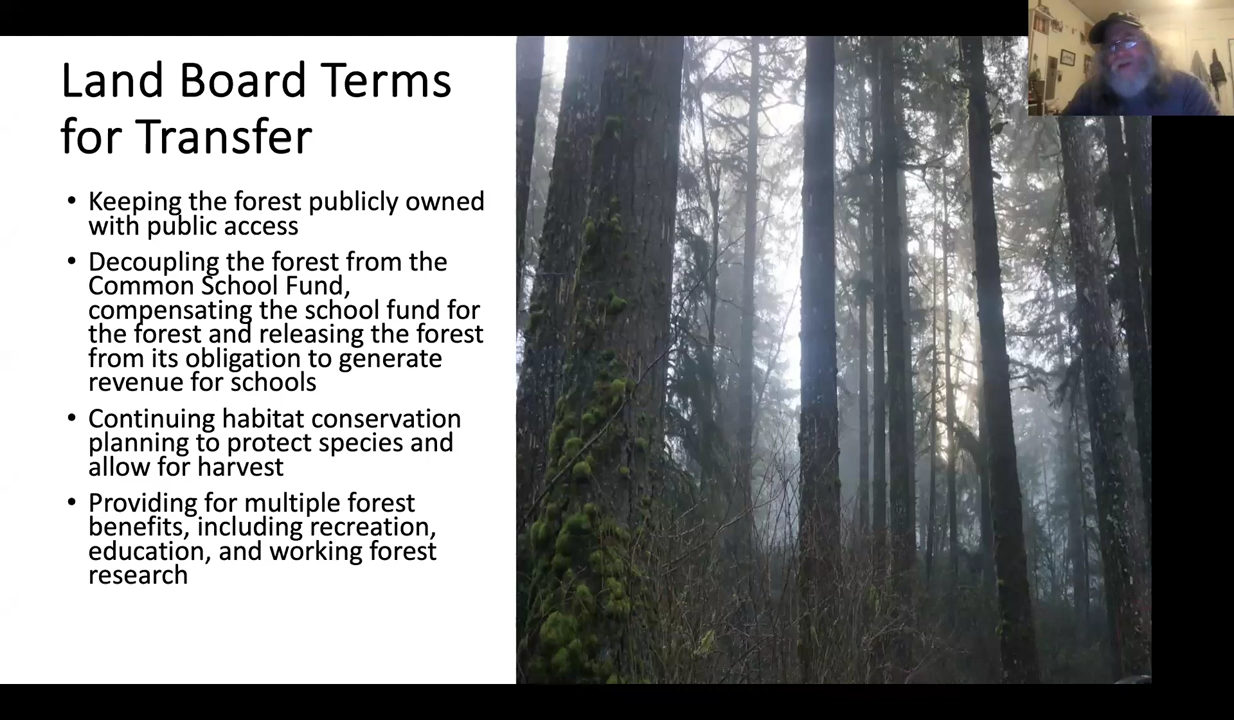 Land Board Terms
for Transfer
• Keeping the forest publicly owned
with public access
• Decoupling the forest from the
Common School Fund,
compensating the school fund for
the forest and releasing the forest
from its obligation to generate
revenue for schools
• Continuing habitat conservation
planning to protect species and
allow for harvest
• Providing for multiple forest
benefits, including recreation,
education, and working forest
research